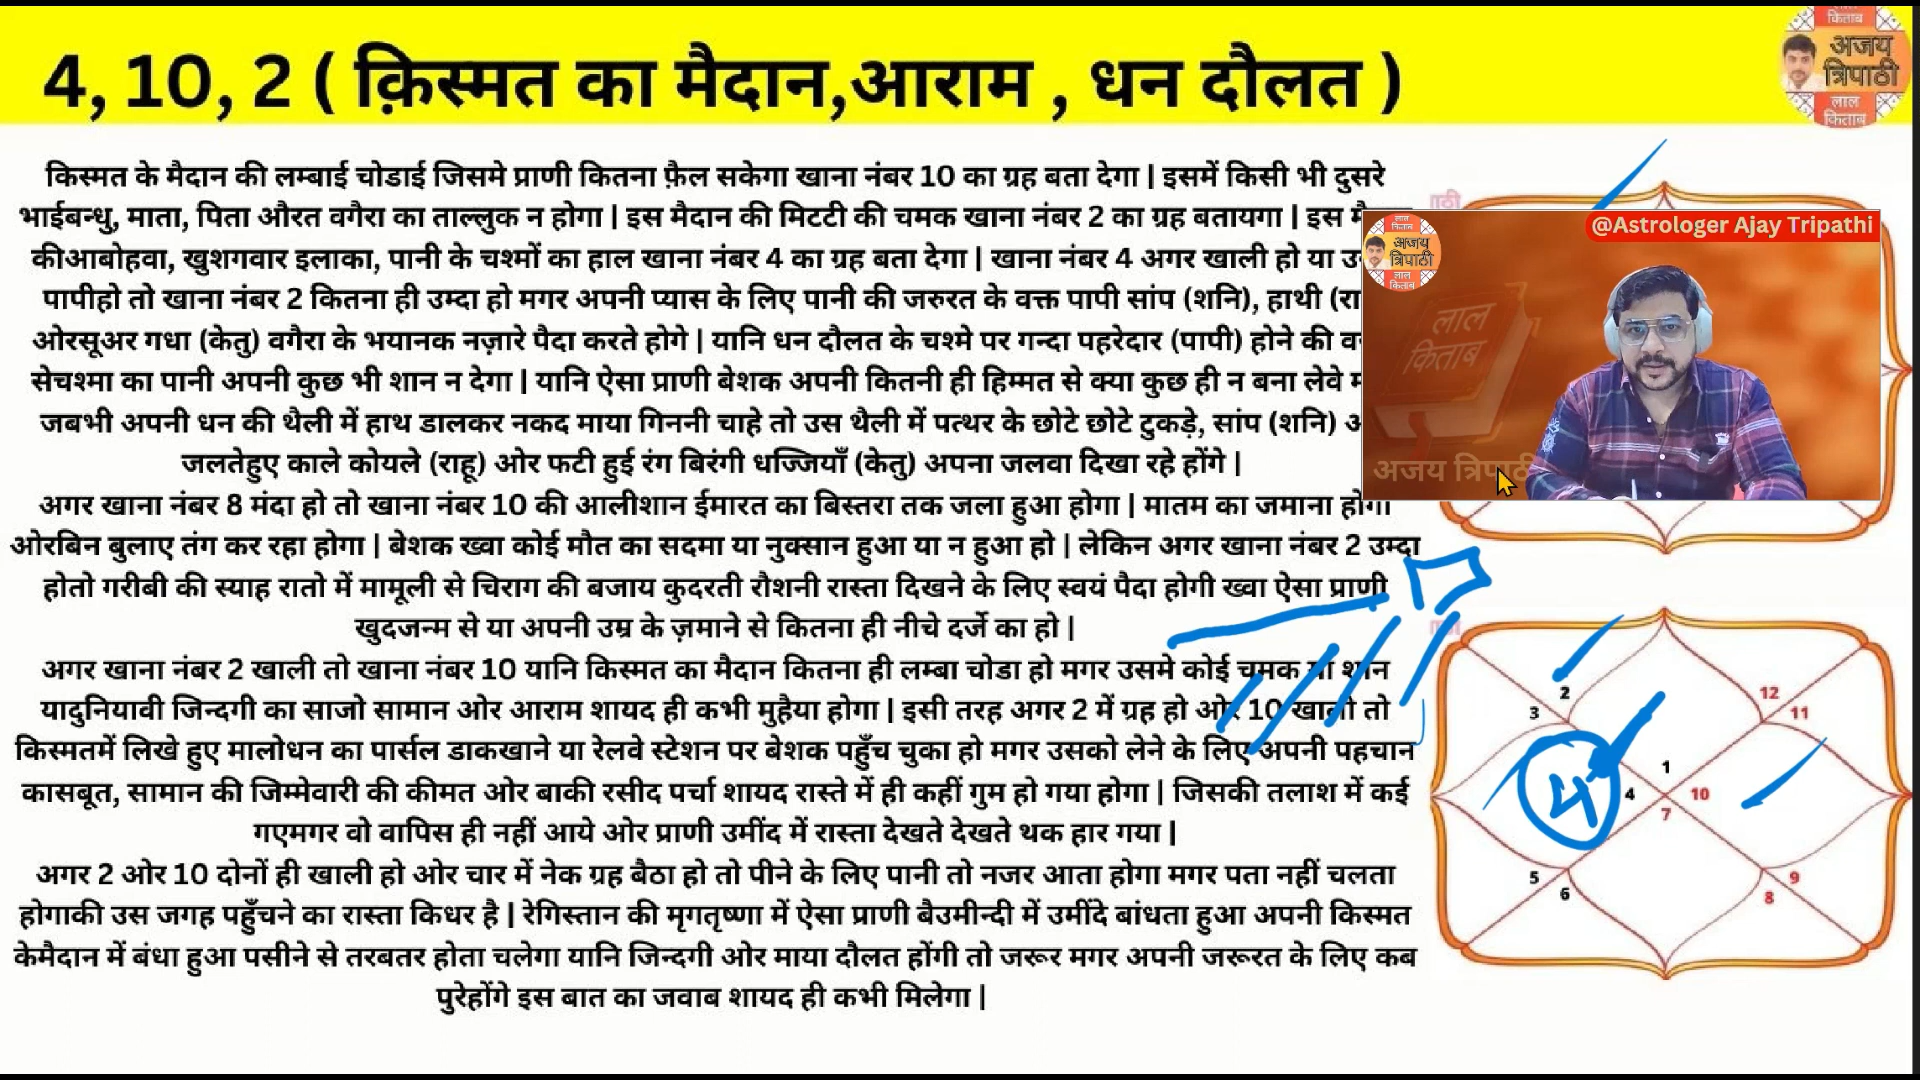 4, 10, 2 ( क़िस्मत का मैदान,आराम , धन दौलत )
अजय
त्रिपाठी
लाल
किताब
किस्मत के मैदान की लम्बाई चोडाई जिसमे प्राणी कितना फ़ैल सकेगा खाना नंबर 10 का ग्रह बता देगा | इसमें किसी भी दुसरे
भाईबन्धु, माता, पिता औरत वगैरा का ताल्लुक न होगा | इस मैदान की मिटटी की चमक खाना नंबर 2 का ग्रह बतायगा | इस
कीआबोहवा, खुशगवार इलाका, पानी के चश्मों का हाल खाना नंबर 4 का ग्रह बता देगा | खाना नंबर 4 अगर खाली हो या
पापीहो तो खाना नंबर 2 कितना ही उम्दा हो मगर अपनी प्यास के लिए पानी की जरुरत के वक्त पापी सांप (शनि), हाथी
ओरसूअर गधा (केतु) वगैरा के भयानक नज़ारे पैदा करते होगे | यानि धन दौलत के चश्मे पर गन्दा पहरेदार (पापी) होने की
सेचश्मा का पानी अपनी कुछ भी शान न देगा | यानि ऐसा प्राणी बेशक अपनी कितनी ही हिम्मत से क्या कुछ ही न बना लेवे
जबभी अपनी धन की थैली में हाथ डालकर नकद माया गिननी चाहे तो उस थैली में पत्थर के छोटे छोटे टुकड़े, सांप (शनि)
जलतेहुए काले कोयले (राहू) ओर फटी हुई रंग बिरंगी धज्जियाँ (केतु) अपना जलवा दिखा रहे होंगे |
अगर खाना नंबर 8 मंदा हो तो खाना नंबर 10 की आलीशान ईमारत का बिस्तरा तक जला हुआ होगा | मातम का जमाना होगा
ओरबिन बुलाए तंग कर रहा होगा | बेशक ख्वा कोई मौत का सदमा या नुक्सान हुआ या न हुआ हो | लेकिन अगर खाना नंबर 2 उम्दा
होतो गरीबी की स्याह रातो में मामूली से चिराग की बजाय कुदरती रौशनी रास्ता दिखने के लिए स्वयं पैदा होगी ख्वा ऐसा प्राणी
खुदजन्म से या अपनी उम्र के ज़माने से कितना ही नीचे दर्जे का हो |
अगर खाना नंबर 2 खाली तो खाना नंबर 10 यानि किस्मत का मैदान कितना ही लम्बा चोडा हो मगर उसमे कोई चमक या शान
यादुनियावी जिन्दगी का साजो सामान ओर आराम शायद ही कभी मुहैया होगा | इसी तरह अगर 2 में ग्रह हो ओर 10 खाली तो
किस्मतमें लिखे हुए मालोधन का पार्सल डाकखाने या रेलवे स्टेशन पर बेशक पहुँच चुका हो मगर उसको लेने के लिए अपनी पहचान
कासबूत, सामान की जिम्मेवारी की कीमत ओर बाकी रसीद पर्चा शायद रास्ते में ही कहीं गुम हो गया होगा | जिसकी तलाश में कई
गएमगर वो वापिस ही नहीं आये ओर प्राणी उमींद में रास्ता देखते देखते थक हार गया |
अगर 2 ओर 10 दोनों ही खाली हो ओर चार में नेक ग्रह बैठा हो तो पीने के लिए पानी तो नजर आता होगा मगर पता नहीं चलता
होगाकी उस जगह पहुँचने का रास्ता किधर है | रेगिस्तान की मृगतृष्णा में ऐसा प्राणी बैउमीन्दी में उमींदे बांधता हुआ अपनी किस्मत
केमैदान में बंधा हुआ पसीने से तरबतर होता चलेगा यानि जिन्दगी ओर माया दौलत होंगी तो जरूर मगर अपनी जरूरत के लिए कब
पुरेहोंगे इस बात का जवाब शायद ही कभी मिलेगा |
@Astrologer Ajay Tripathi
लाल
किताब
अजय
त्रिपाठी
लाल
किताब
लाल
किताब
अजय त्रिपाठी
2
12
3
11
1
4
10
7
5
9
6
8